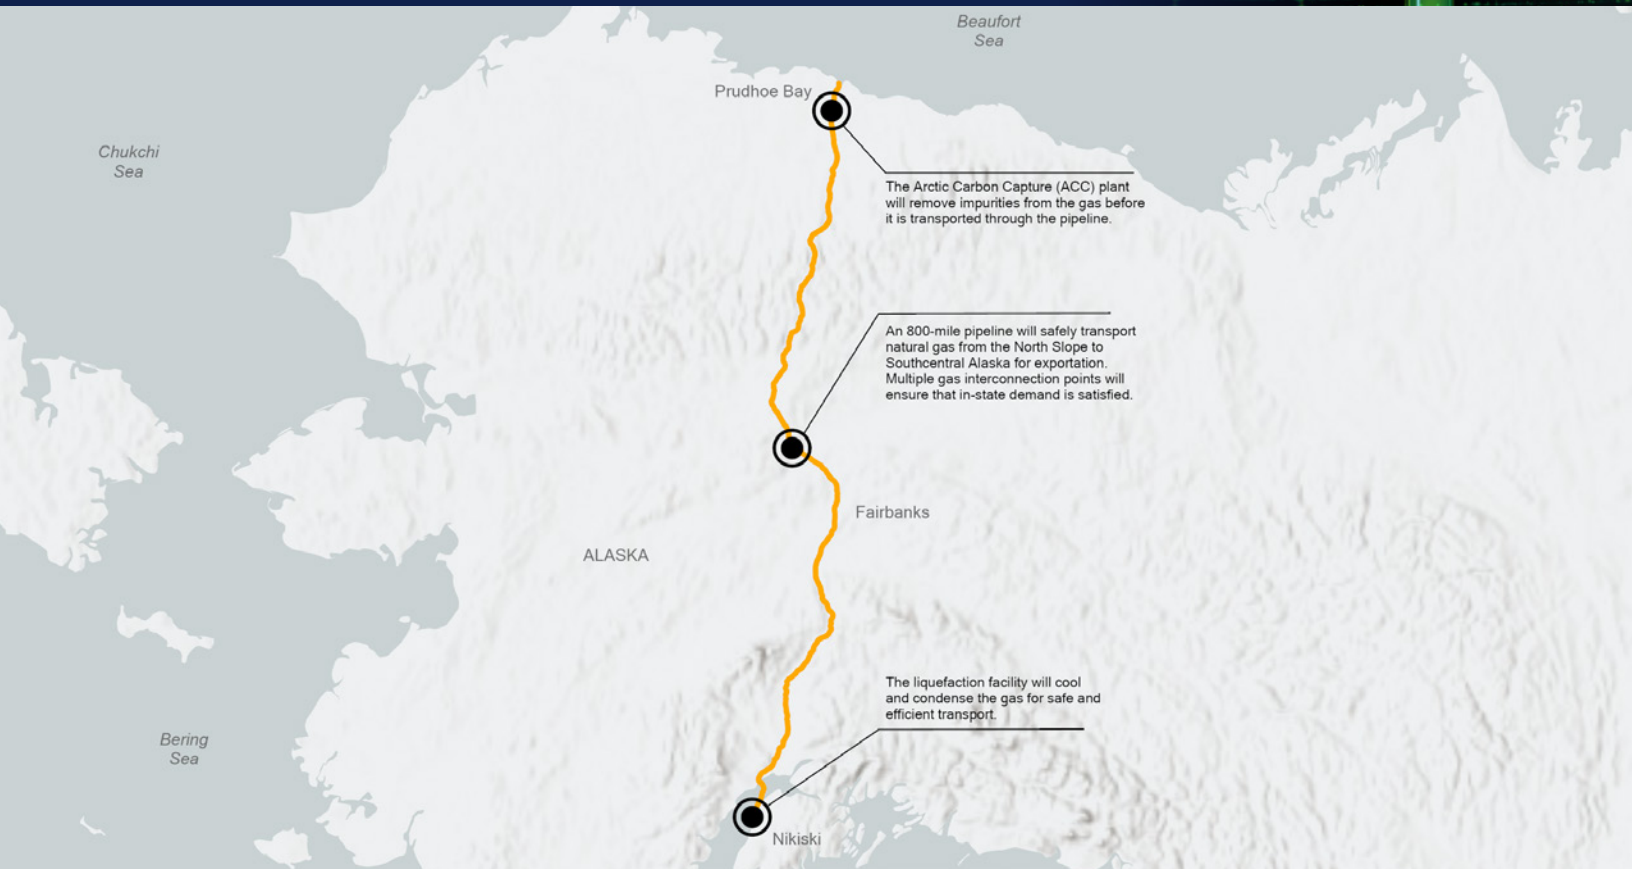 Beaufort
Sea
Prudhoe Bay
Chukchi
Sea
The Arctic Carbon Capture (ACC) plant
will remove impurities from the gas before
it is transported through the pipeline.
An 800-mile pipeline will safely transport
natural gas from the North Slope to
Southcentral Alaska for exportation.
Multiple gas interconnection points will
ensure that in-state demand is satisfied.
Fairbanks
ALASKA
The liquefaction facility will cool
and condense the gas for safe and
efficient transport.
Bering
Sea
Nikiski